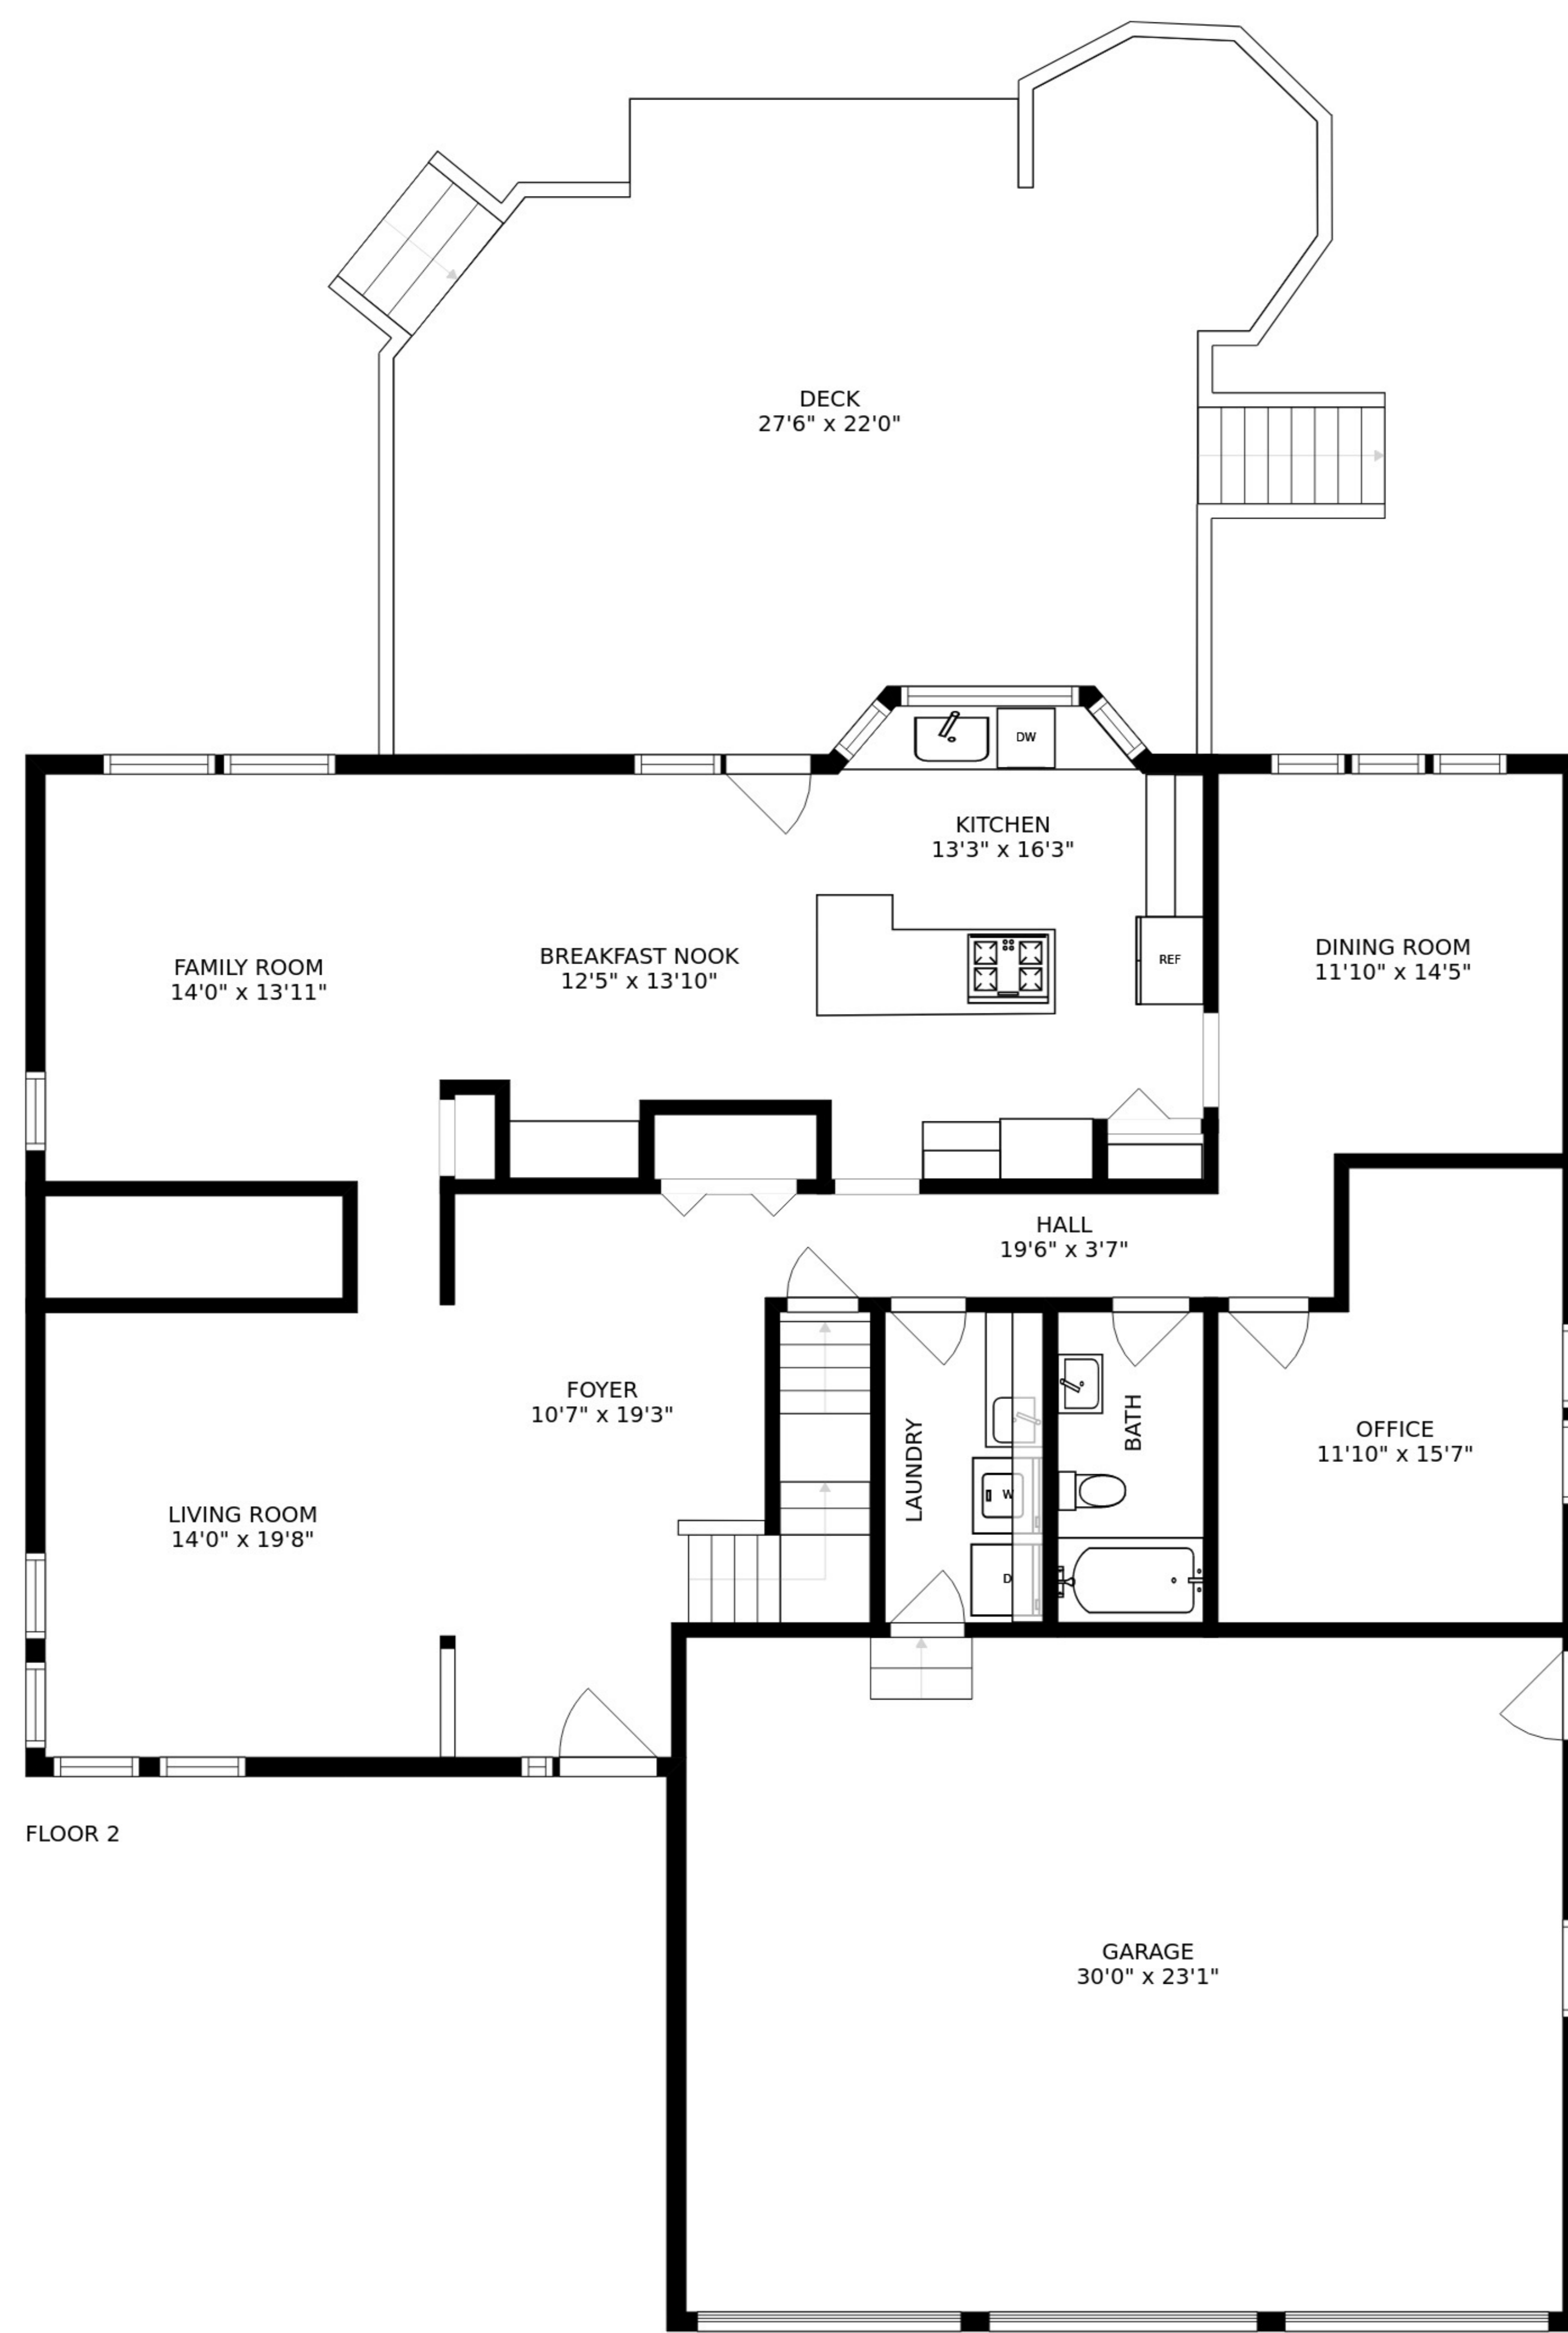 DECK
27'6" x 22'0"
DW
KITCHEN
13'3" x 16'3"
FAMILY ROOM
14'0" x 13'11"
BREAKFAST NOOK
12'5" x 13'10"
REF
DINING ROOM
11'10" x 14'5"
HALL
19'6" x 3'7"
FOYER
10'7" x 19'3"
LIVING ROOM
14'0" x 19'8"
LAUNDRY
W
D
BATH
OFFICE
11'10" x 15'7"
FLOOR 2
GARAGE
30'0" x 23'1"